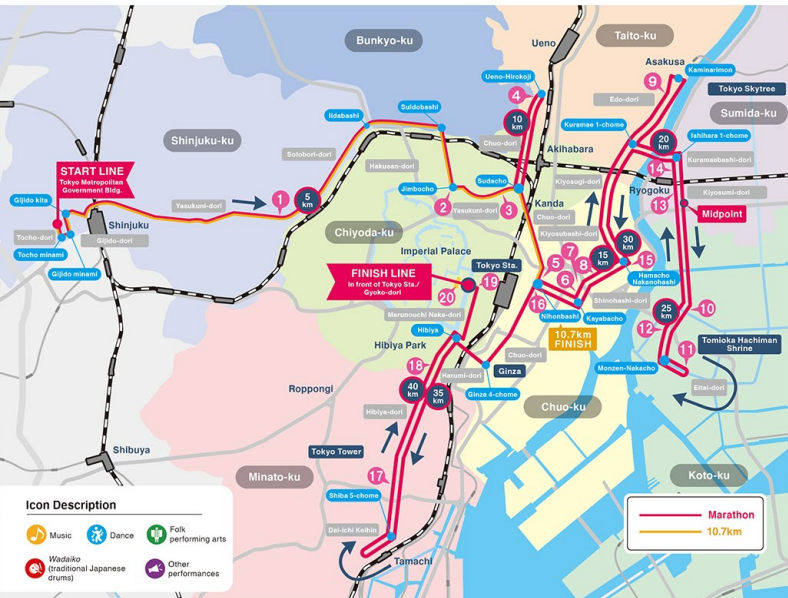 Bunkyo-ku
Ueno
Taito-ku
Asakusa
Kaminarimon
Ueno-Hirokoji
9
Tokyo Skytree
4
Edo-dori
Sumida-ku
Iidabashi
Suidobashi
10
km
Kuramae 1-chome
20
km
Ishihara 1-chome
Shinjuku-ku
Chuo-dori
Sotobori-dori
Hakusan-dori
Akihabara
14
Kuramaebashi-dori
START LINE
Tokyo Metropolitan
Government Bldg.
Kiyosugi-dori
Ryogoku
Kiyosumi-dori
Jimbocho
Sudacho
Gijido kita
Yasukuni-dori
1
5
km
2
Yasukuni-dori
3
Kanda
13
Midpoint
Shinjuku
Chuo-dori
Tocho-dori
Gijido-dori
Chiyoda-ku
Kiyosubashi-dori
30
km
Tocho minami
Imperial Palace
7
15
km
15
Gijido minami
FINISH LINE
In front of Tokyo Sta./
Gyoko-dori
Tokyo Sta.
5
8
Hamacho
Nakanohashi
19
6
20
16
Nihonbashi
Shinohashi-dori
Kayabacho
25
km
10
Marunouchi Naka-dori
12
Hibiya
10.7km
FINISH
Tomioka Hachiman
Shrine
Hibiya Park
Chuo-dori
11
18
Harumi-dori
Ginza
Monzen-Nakacho
Roppongi
40
km
35
km
Ginza 4-chome
Eitai-dori
Hibiya-dori
Chuo-ku
Shibuya
Tokyo Tower
Minato-ku
17
Koto-ku
Shiba 5-chome
Dai-ichi Keihin
Tamachi
Icon Description
Music
Dance
Folk
performing arts
Wadaiko
(traditional Japanese
drums)
Other
performances
Marathon
10.7km